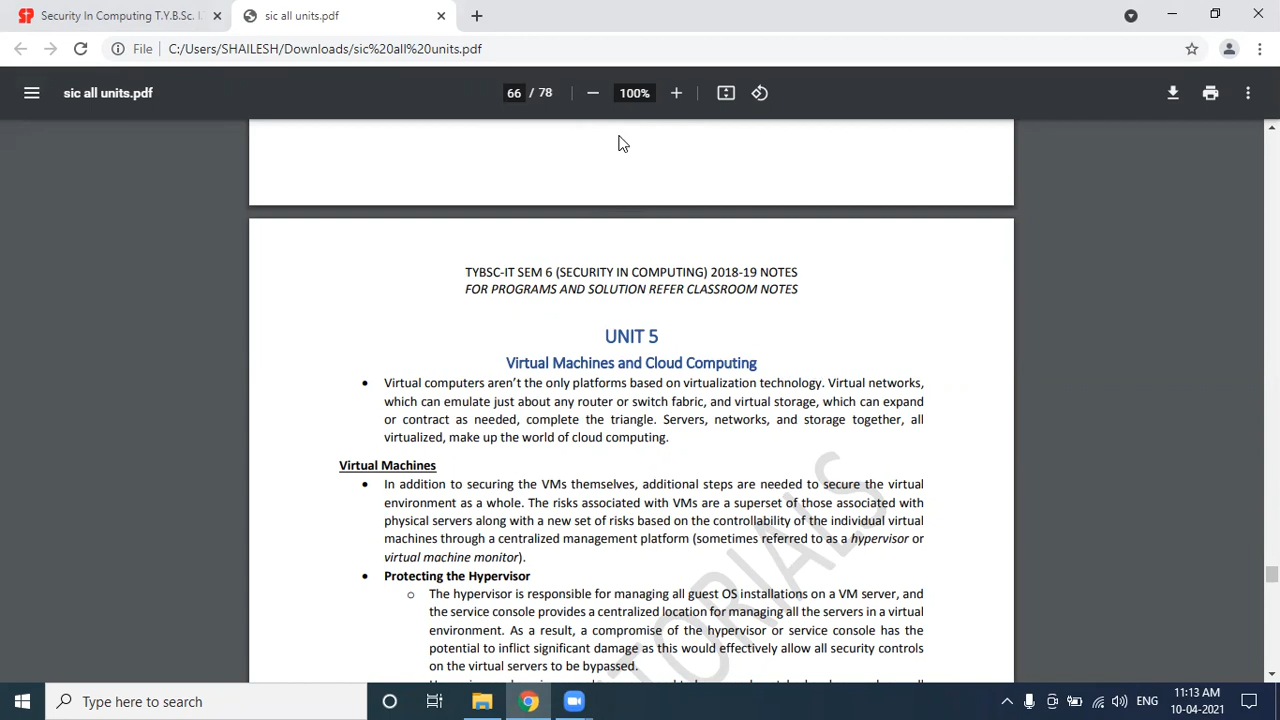 Security In Computing T.Y.B.Sc. I
sic all units.pdf
File
C:/Users/SHAILESH/Downloads/sic%20all%20units.pdf
sic all units.pdf
66 / 78
100%
TYBSC-IT SEM 6 (SECURITY IN COMPUTING) 2018-19 NOTES
FOR PROGRAMS AND SOLUTION REFER CLASSROOM NOTES
UNIT 5
Virtual Machines and Cloud Computing
• Virtual computers aren't the only platforms based on virtualization technology. Virtual networks,
which can emulate just about any router or switch fabric, and virtual storage, which can expand
or contract as needed, complete the triangle. Servers, networks, and storage together, all
virtualized, make up the world of cloud computing.
Virtual Machines
• In addition to securing the VMs themselves, additional steps are needed to secure the virtual
environment as a whole. The risks associated with VMs are a superset of those associated with
physical servers along with a new set of risks based on the controllability of the individual virtual
machines through a centralized management platform (sometimes referred to as a hypervisor or
virtual machine monitor).
• Protecting the Hypervisor
o The hypervisor is responsible for managing all guest OS installations on a VM server, and
the service console provides a centralized location for managing all the servers in a virtual
environment. As a result, a compromise of the hypervisor or service console has the
potential to inflict significant damage as this would effectively allow all security controls
on the virtual servers to be bypassed.
TORIALS
Type here to search
ENG
11:13 AM
10-04-2021